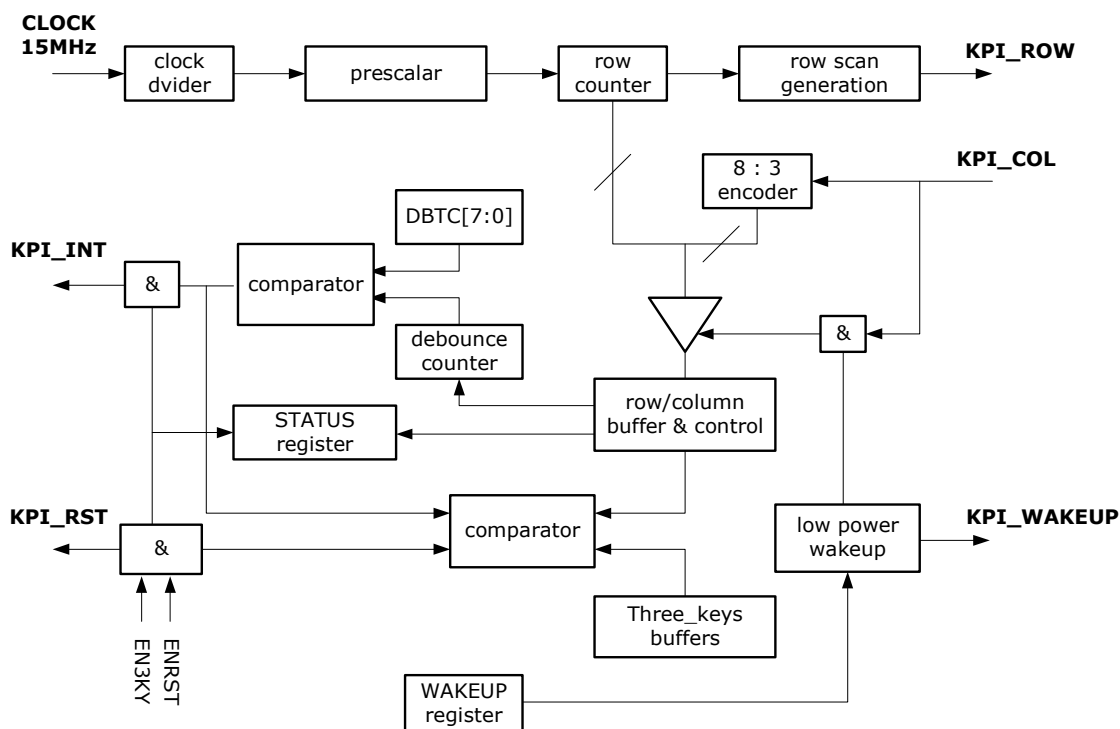 CLOCK
15MHz
clock
dvider
prescalar
row
counter
row scan
generation
KPI_ROW
8 : 3
encoder
KPI_COL
DBTC[7:0]
KPI_INT
&
comparator
debounce
counter
&
row/column
buffer & control
STATUS
register
KPI_RST
&
comparator
low power
wakeup
KPI_WAKEUP
Three_keys
buffers
EN3KY
ENRST
WAKEUP
register